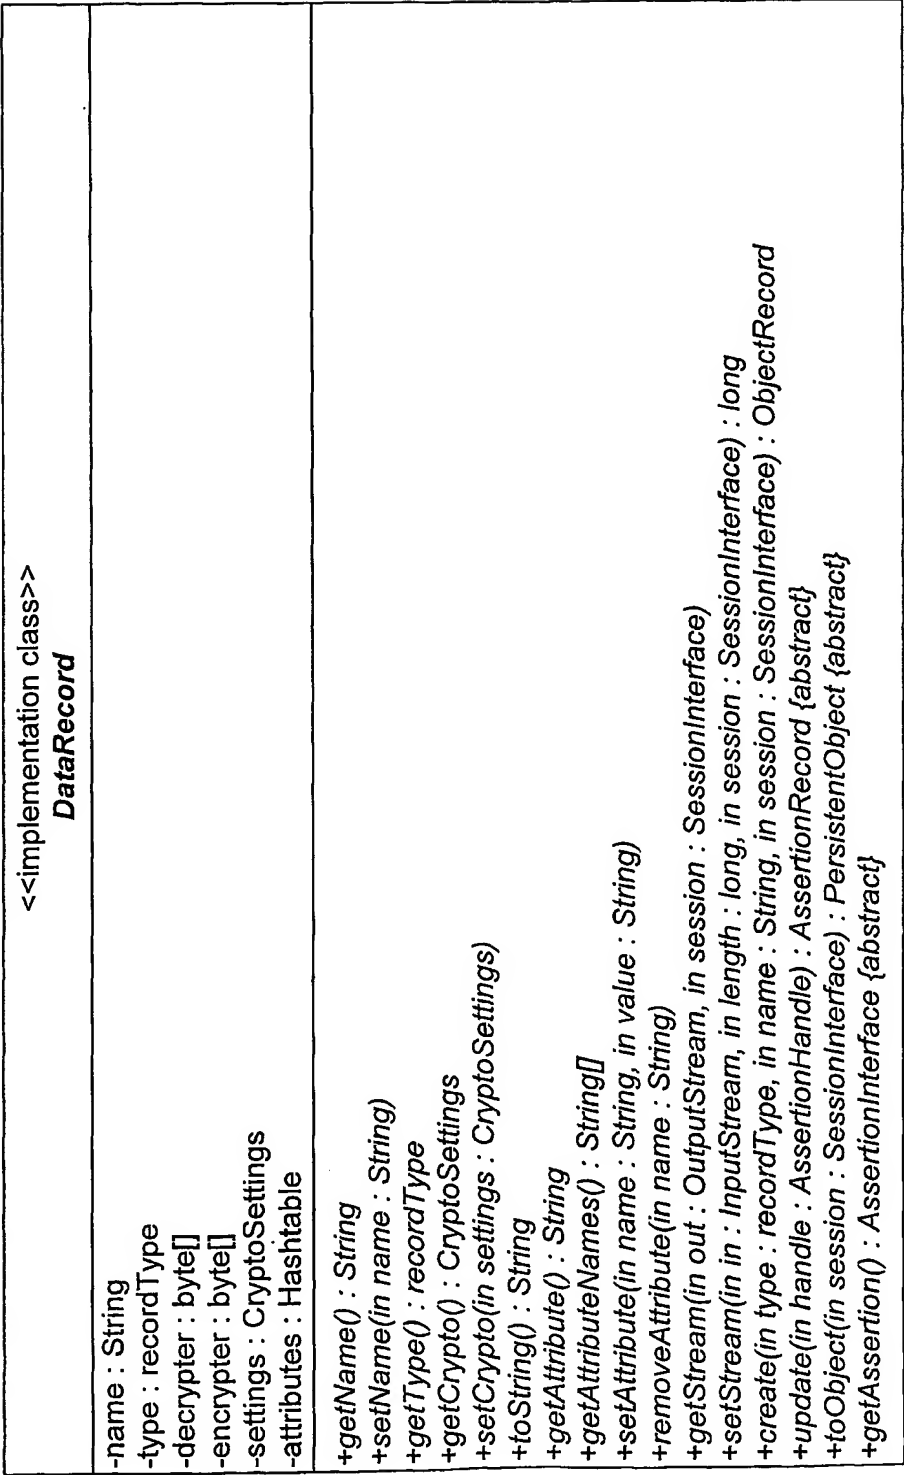 <<implementation class>>
DataRecord
-name : String
-type : recordType
-decrypter : byte[]
-encrypter : byte[]
-settings : CryptoSettings
-attributes : Hashtable
+getName() : String
+setName(in name : String)
+getType() : recordType
+getCrypto() : CryptoSettings
+setCrypto(in settings : CryptoSettings)
+toString() : String
+getAttribute() : String
+getAttributeNames() : String[]
+setAttribute(in name : String, in value : String)
+removeAttribute(in name : String)
+getStream(in out : OutputStream, in session : SessionInterface)
+setStream(in in : InputStream, in length : long, in session : SessionInterface) : long
+create(in type : recordType, in name : String, in session : SessionInterface) : ObjectRecord
+update(in handle : AssertionHandle) : AssertionRecord {abstract}
+toObject(in session : SessionInterface) : PersistentObject {abstract}
+getAssertion() : AssertionInterface {abstract}